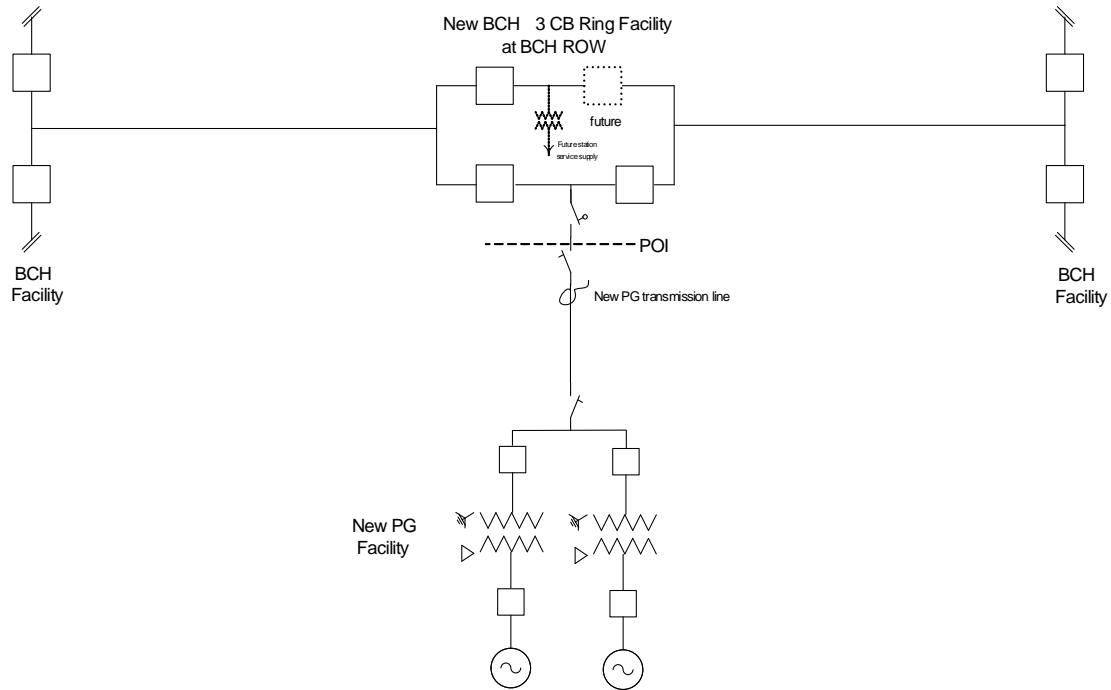 New BCH 3 CB Ring Facility
at BCH ROW
future
Future station
service supply
POI
BCH
Facility
BCH
Facility
New PG transmission line
New PG
Facility